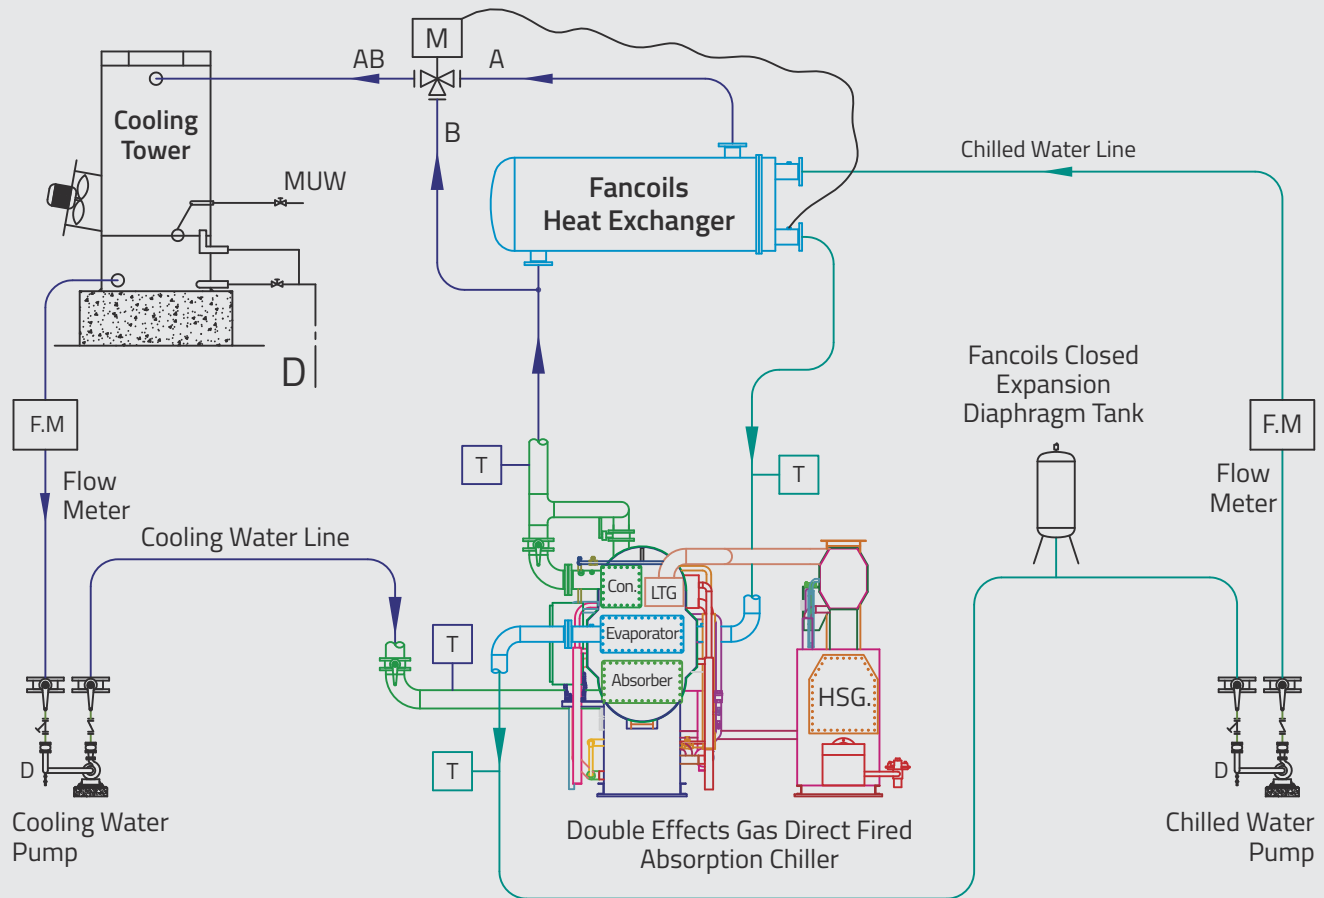 M
AB
A
B
Cooling
Tower
MUW
D
Fancoils
Heat Exchanger
Chilled Water Line
Fancoils Closed
Expansion
Diaphragm Tank
F.M
F.M
Flow
Meter
Flow
Meter
T
T
Cooling Water Line
Con.
LTG
Evaporator
T
Absorber
HSG.
T
D
D
Cooling Water
Pump
Double Effects Gas Direct Fired
Absorption Chiller
Chilled Water
Pump